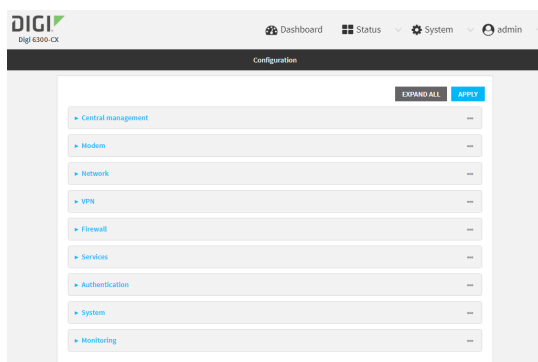 DIGI
Digi 6300-CX
Dashboard Status System admin
Configuration
EXPAND ALL APPLY
Central management
Modem
Network
VPN
Firewall
Services
Authentication
System
Monitoring